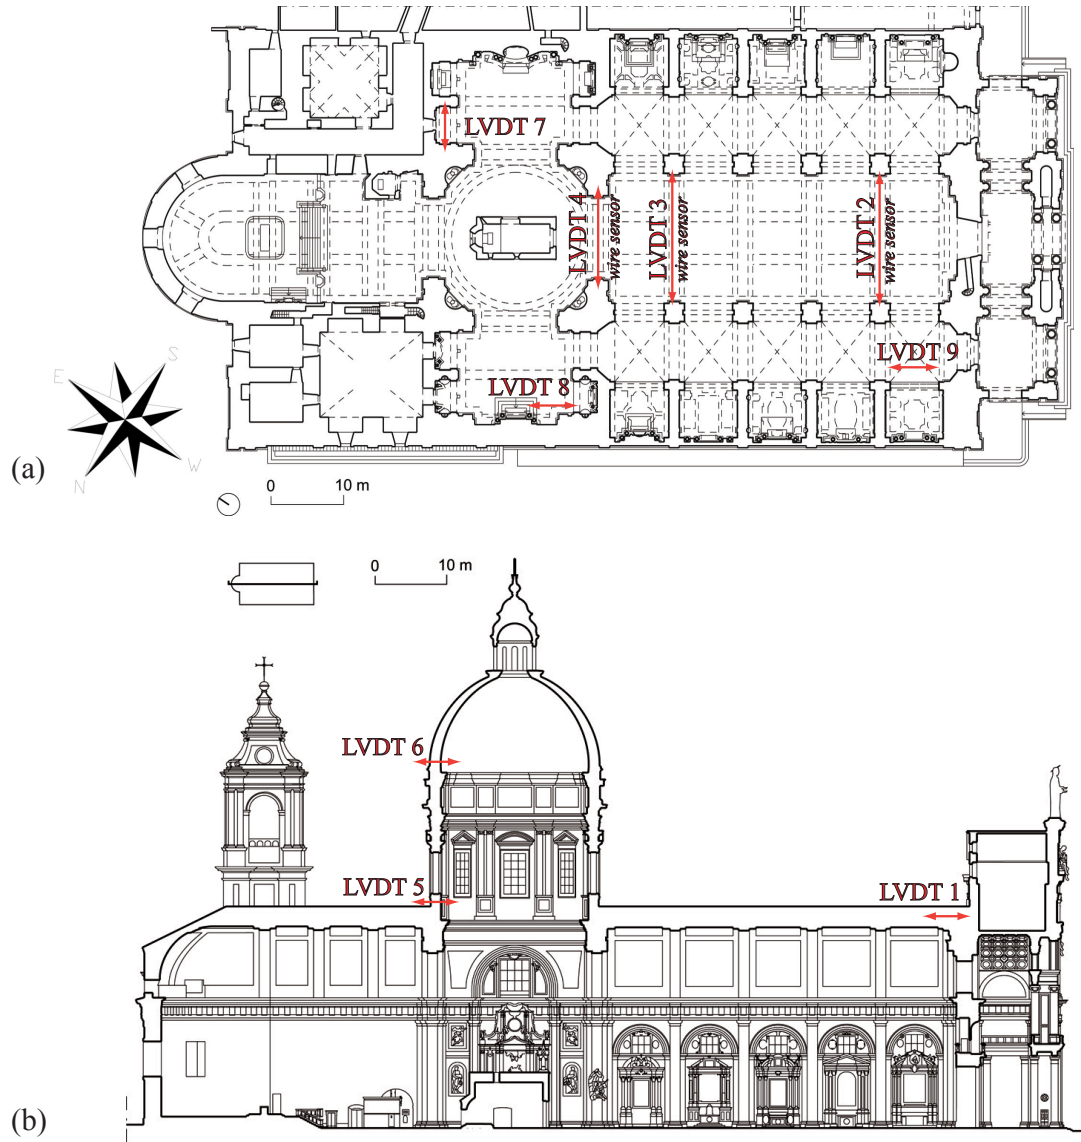 LVDT 7
LVDT 4
wire sensor
LVDT 3
wire sensor
LVDT 2
wire sensor
LVDT 9
LVDT 8
S
E
W
N
(a)
0 10 m
0 10 m
LVDT 6
LVDT 5
LVDT 1
(b)